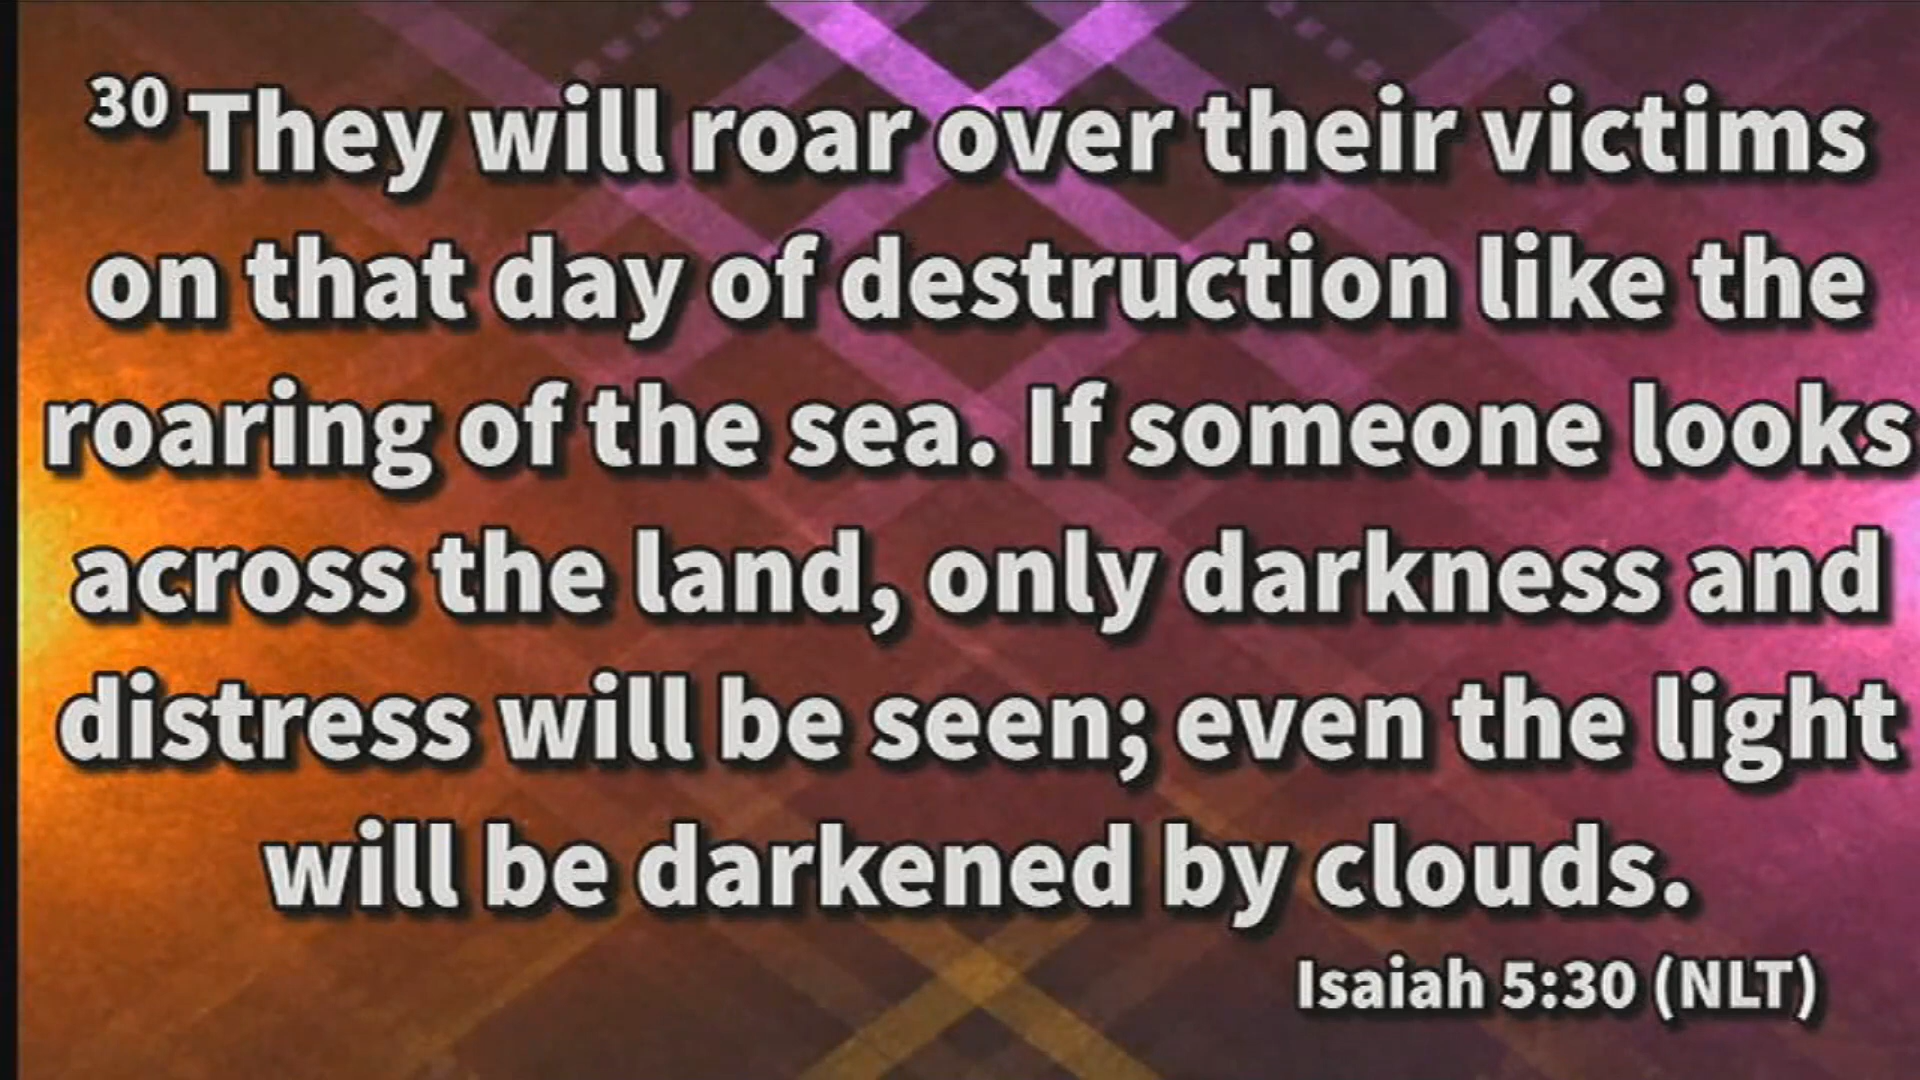 30 They will roar over their victims
on that day of destruction like the
roaring of the sea. If someone looks
across the land, only darkness and
distress will be seen; even the light
will be darkened by clouds.
Isaiah 5:30 (NLT)